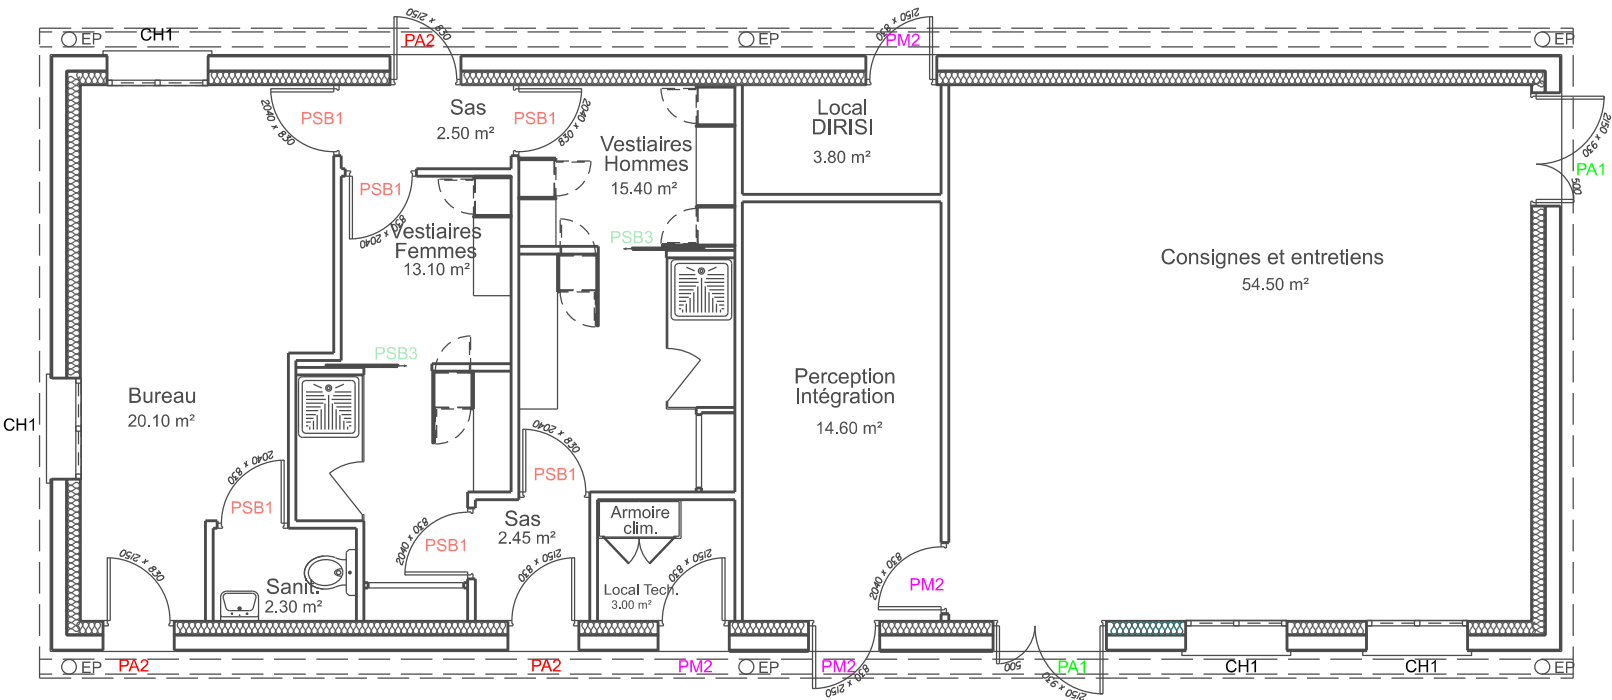 2150 x 830
2150 x 830
EP
CH1
PA2
EP
PM2
EP
2040 x 830
PSB1
Sas
2.50 m²
PSB1
2040 x 830
Vestiaires
Hommes
15.40 m²
Local
DIRISI
3.80 m²
2150 x 930
PA1
500
PSB1
830 x 2040
Vestiaires
Femmes
13.10 m²
PSB3
Consignes et entretiens
54.50 m²
PSB3
Bureau
20.10 m²
CH1
Perception
Intégration
14.60 m²
2040 x 830
PSB1
2040 x 830
PSB1
Sas
2.45 m²
2040 x 830
PSB1
Armoire
clim.
2150 x 830
2150 x 830
2150 x 830
2040 x 830
PM2
Sanit.
2.30 m²
Local Tech.
3.00 m²
EP
PA2
PA2
PM2
EP
PM2
830 x 2150
500
PA1
2150 x 930
CH1
CH1
EP